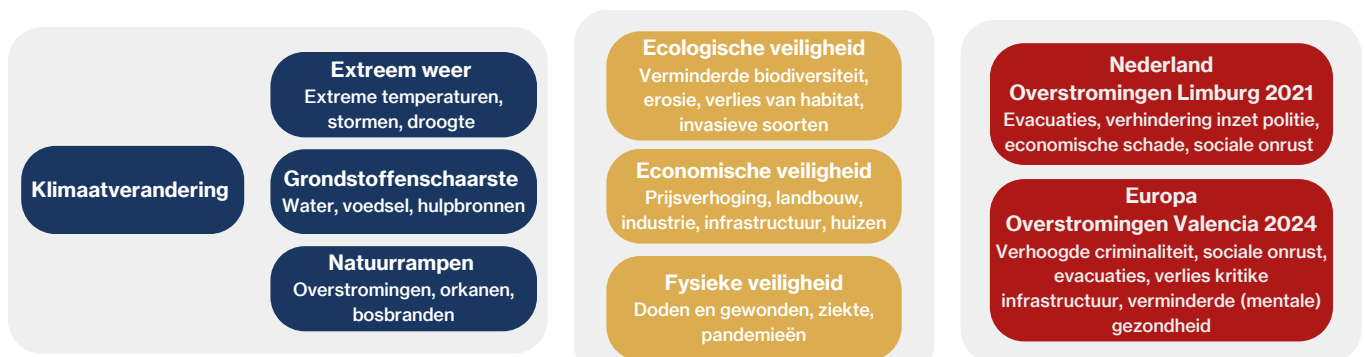 Klimaatverandering
Extreem weer
Extreme temperaturen,
stormen, droogte
Grondstoffenschaarste
Water, voedsel, hulpbronnen
Natuurrampen
Overstromingen, orkanen,
bosbranden
Ecologische veiligheid
Verminderde biodiversiteit,
erosie, verlies van habitat,
invasieve soorten
Economische veiligheid
Prijsverhoging, landbouw,
industrie, infrastructuur, huizen
Fysieke veiligheid
Doden en gewonden, ziekte,
pandemieën
Nederland
Overstromingen Limburg 2021
Evacuaties, verhindering inzet politie,
economische schade, sociale onrust
Europa
Overstromingen Valencia 2024
Verhoogde criminaliteit, sociale onrust,
evacuaties, verlies kritike
infrastructuur, verminderde (mentale)
gezondheid